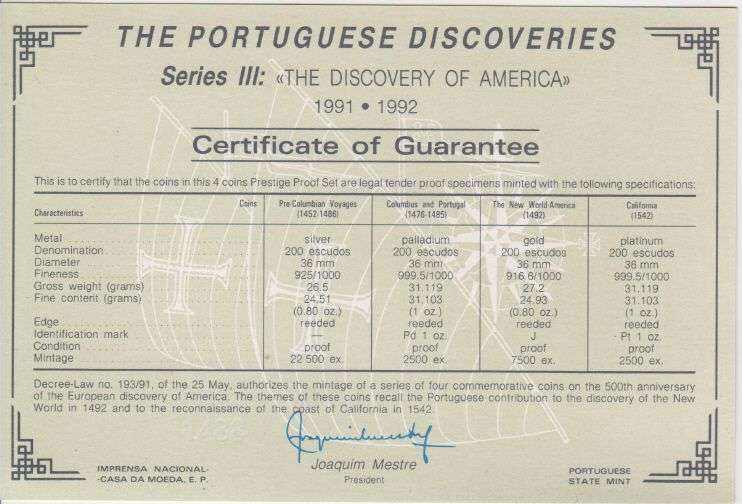 THE PORTUGUESE DISCOVERIES
Series III: «THE DISCOVERY OF AMERICA»
1991 • 1992
Certificate of Guarantee
This is to certify that the coins in this 4 coins Prestige Proof Set are legal tender proof specimens minted with the following specifications:
Characteristics Coins Pre-Columbian Voyages (1452-1486) Columbus and Portugal (1476-1485) The New World-America (1492) California (1542)
Metal silver palladium gold platinum
Denomination 200 escudos 200 escudos 200 escudos 200 escudos
Diameter 36 mm 36 mm 36 mm 36 mm
Fineness 925/1000 999.5/1000 916.6/1000 999.5/1000
Gross weight (grams) 26.5 31.119 27.2 31.119
Fine content (grams) 24.51 31.103 24.93 31.103
(0.80 oz.) (1 oz.) (0.80 oz.) (1 oz.)
Edge reeded reeded reeded reeded
Identification mark — Pd 1 oz. J Pt 1 oz.
Condition proof proof proof proof
Mintage 22 500 ex. 2500 ex. 7500 ex. 2500 ex.
Decree-Law no. 193/91, of the 25 May, authorizes the mintage of a series of four commemorative coins on the 500th anniversary
of the European discovery of America. The themes of these coins recall the Portuguese contribution to the discovery of the New
World in 1492 and to the reconnaissance of the coast of California in 1542
Joaquim Mestre
President
IMPRENSA NACIONAL-
-CASA DA MOEDA, E. P.
PORTUGUESE
STATE MINT